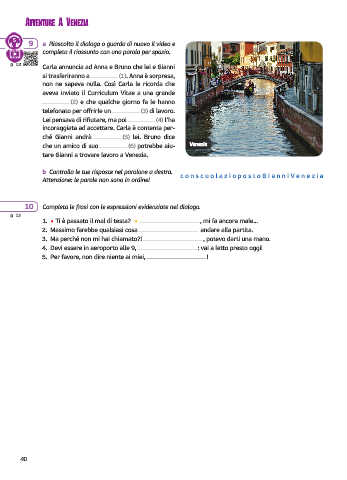 AVVENTURE A VENEZIA
9
a Riascolta il dialogo o guarda di nuovo il video e
completa il riassunto con una parola per spazio.
Carla annuncia ad Anna e Bruno che lei e Gianni
si trasferiranno a ............ (1). Anna è sorpresa,
non ne sapeva nulla. Così Carla le ricorda che
aveva inviato il Curriculum Vitae a una grande
............ (2) e che qualche giorno fa le hanno
telefonato per offrirle un ............ (3) di lavoro.
Lei pensava di rifiutare, ma poi ............ (4) l'ha
incoraggiata ad accettare. Carla è contenta per-
ché Gianni andrà ............ (5) lei. Bruno dice
che un amico di suo ............ (6) potrebbe aiu-
tare Gianni a trovare lavoro a Venezia.
Venezia
b Controlla le tue risposte nel parolone a destra.
Attenzione: le parole non sono in ordine!
conscuolaziopostoGianniVenezia
10
Completa le frasi con le espressioni evidenziate nel dialogo.
p 13
1. • Ti è passato il mal di testa? • ............, mi fa ancora male...
2. Massimo farebbe qualsiasi cosa ............ andare alla partita.
3. Ma perché non mi hai chiamato?! ............, potevo darti una mano.
4. Devi essere in aeroporto alle 9, ............: vai a letto presto oggi!
5. Per favore, non dire niente ai miei, ............!
40